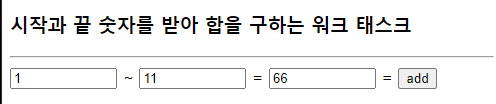 시작과 끝 숫자를 받아 합을 구하는 워크 태스크
1 ~ 11 = 66 = add